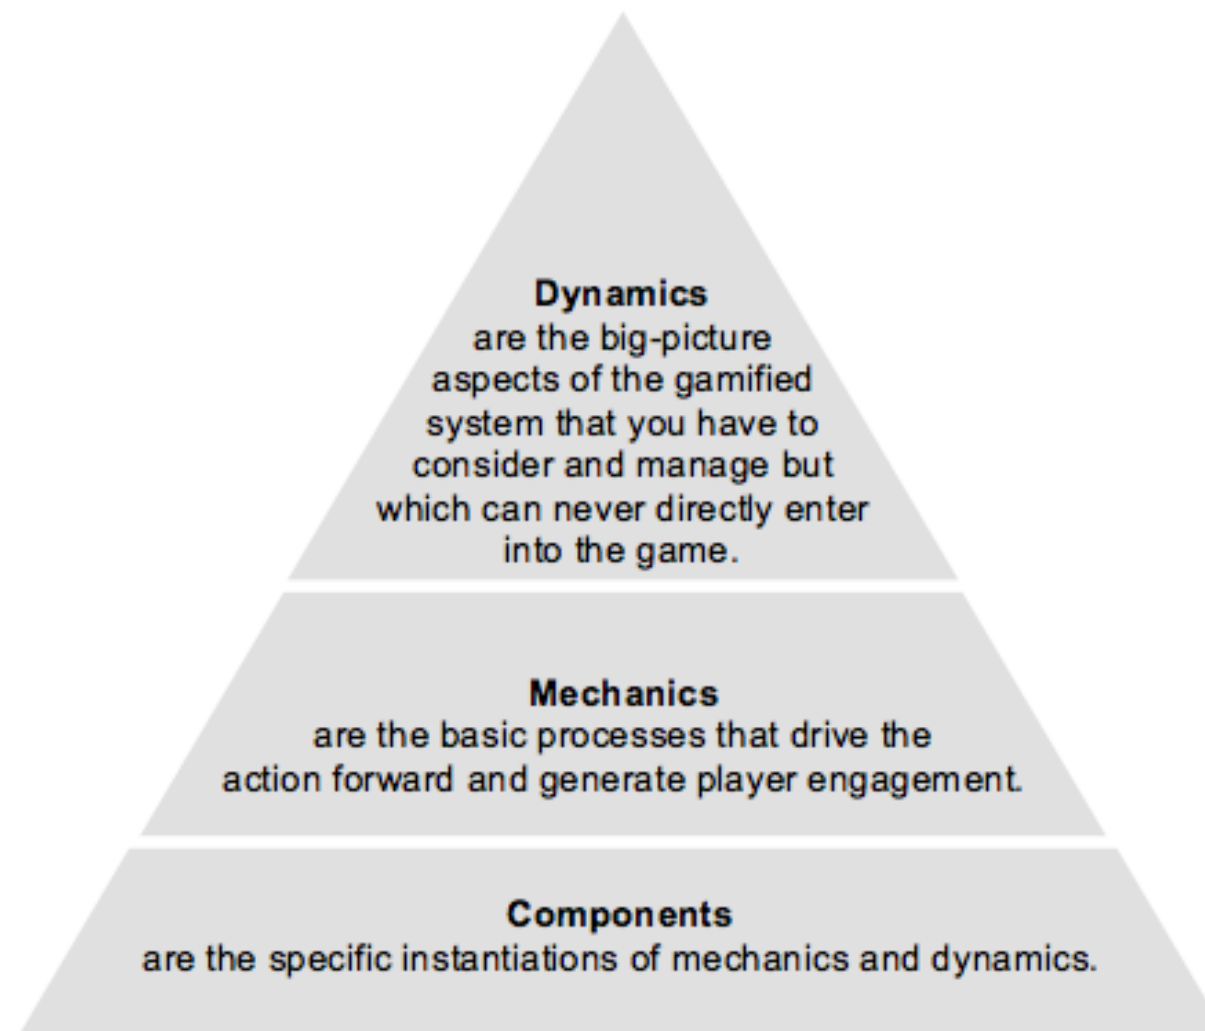 Dynamics
are the big-picture
aspects of the gamified
system that you have to
consider and manage but
which can never directly enter
into the game.
Mechanics
are the basic processes that drive the
action forward and generate player engagement.
Components
are the specific instantiations of mechanics and dynamics.